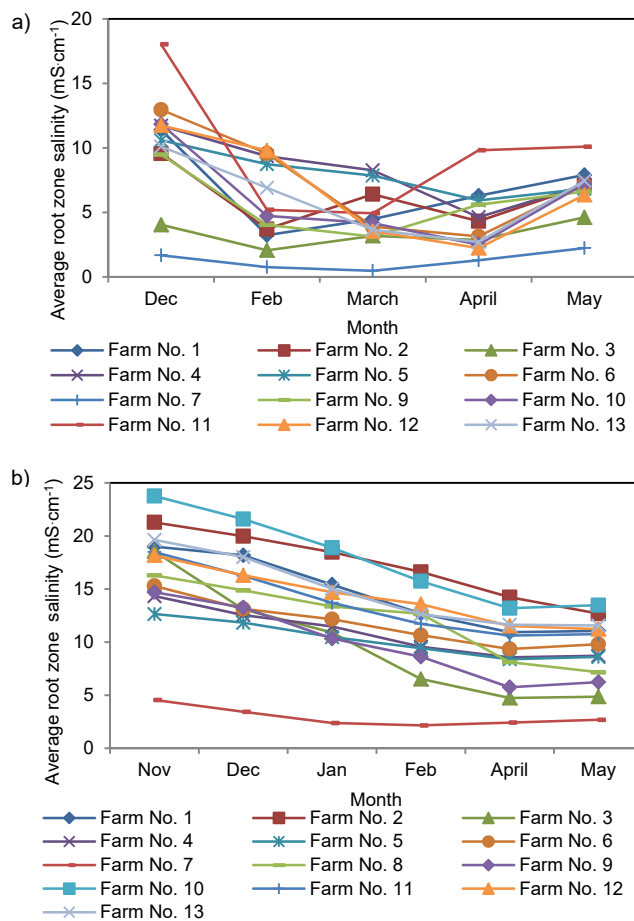 a)
Average root zone salinity (mS·cm⁻¹)
20
15
10
5
0
Dec Feb March April May
Month
Farm No. 1 Farm No. 2 Farm No. 3
Farm No. 4 Farm No. 5 Farm No. 6
Farm No. 7 Farm No. 9 Farm No. 10
Farm No. 11 Farm No. 12 Farm No. 13
b)
Average root zone salinity (mS·cm⁻¹)
25
20
15
10
5
0
Nov Dec Jan Feb April May
Month
Farm No. 1 Farm No. 2 Farm No. 3
Farm No. 4 Farm No. 5 Farm No. 6
Farm No. 7 Farm No. 8 Farm No. 9
Farm No. 10 Farm No. 11 Farm No. 12
Farm No. 13